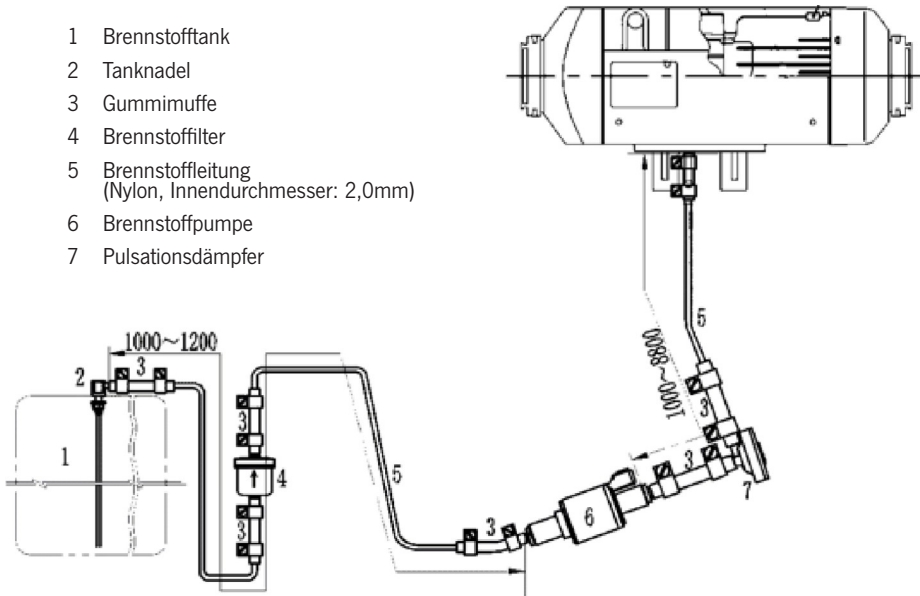 1 Brennstofftank
2 Tanknadel
3 Gummimuffe
4 Brennstoffilter
5 Brennstoffleitung
(Nylon, Innendurchmesser: 2,0mm)
6 Brennstoffpumpe
7 Pulsationsdämpfer
1000~1200
2
3
1
3
4
3
5
3
6
3
7
3
5
1000~8800